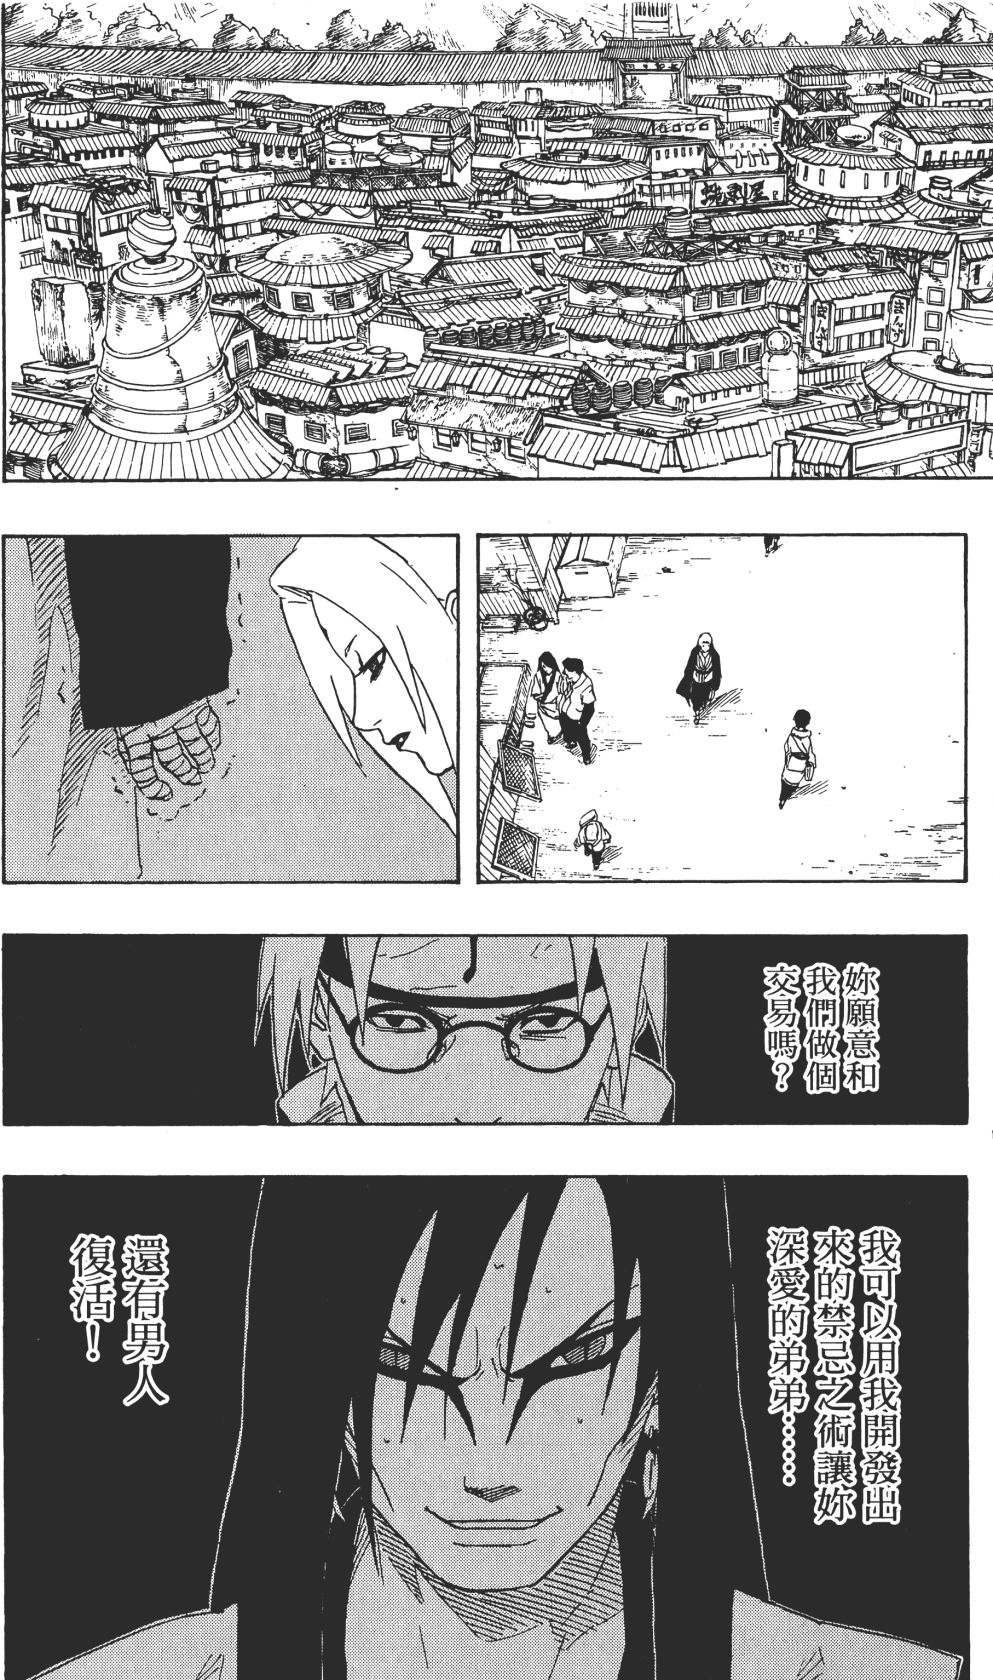 妳願意和
我們做個
交易嗎？
我可以用我開發出
來的禁忌之術讓妳
深愛的弟弟……
還有男人
復活！